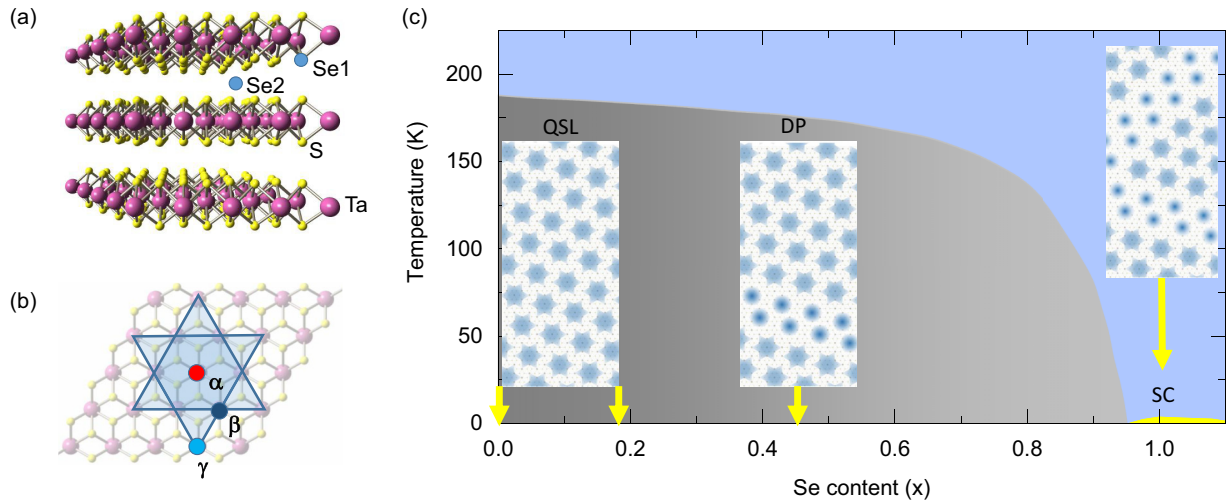 (a)
Se1
Se2
S
Ta
(b)
α
β
γ
(c)
Temperature (K)
200
150
100
50
0
QSL
DP
SC
0.0
0.2
0.4
0.6
0.8
1.0
Se content (x)